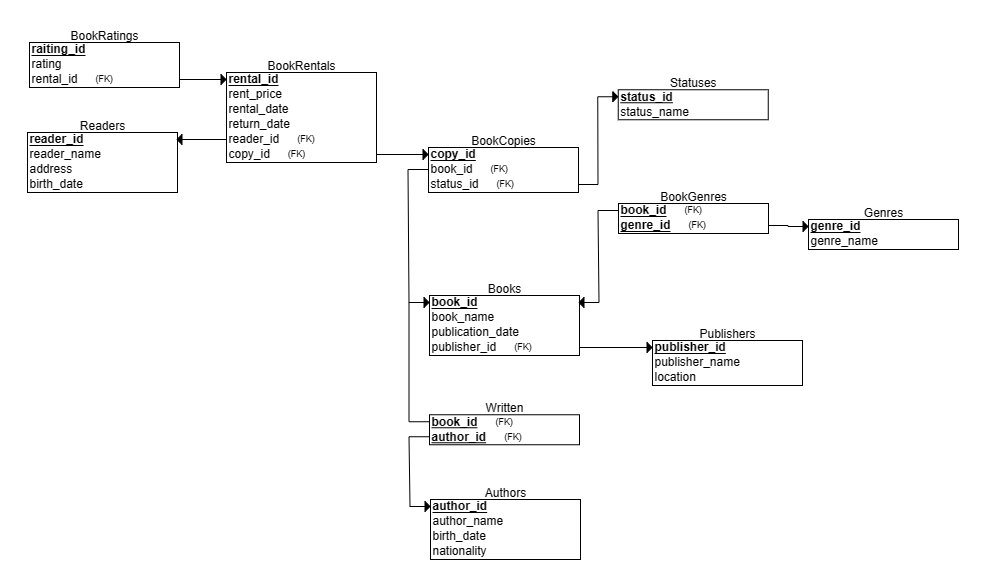 BookRatings
raiting_id
rating
rental_id (FK)
BookRentals
rental_id
rent_price
rental_date
return_date
reader_id (FK)
copy_id (FK)
Readers
reader_id
reader_name
address
birth_date
Statuses
status_id
status_name
BookCopies
copy_id
book_id (FK)
status_id (FK)
BookGenres
book_id (FK)
genre_id (FK)
Genres
genre_id
genre_name
Books
book_id
book_name
publication_date
publisher_id (FK)
Publishers
publisher_id
publisher_name
location
Written
book_id (FK)
author_id (FK)
Authors
author_id
author_name
birth_date
nationality